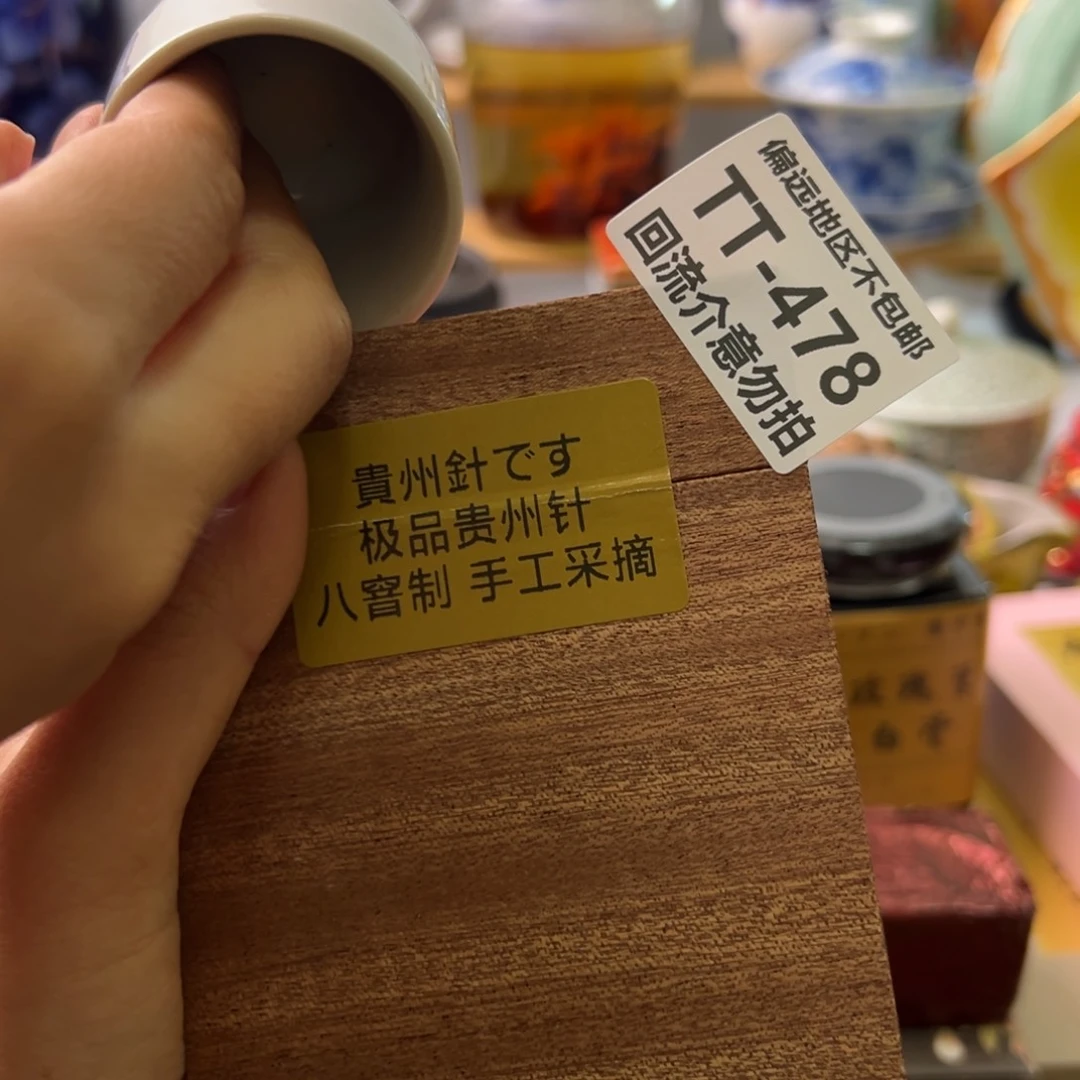 偏远地区不包邮
TT-478
回流介意勿拍
貴州針です
极品贵州针
八窨制 手工采摘